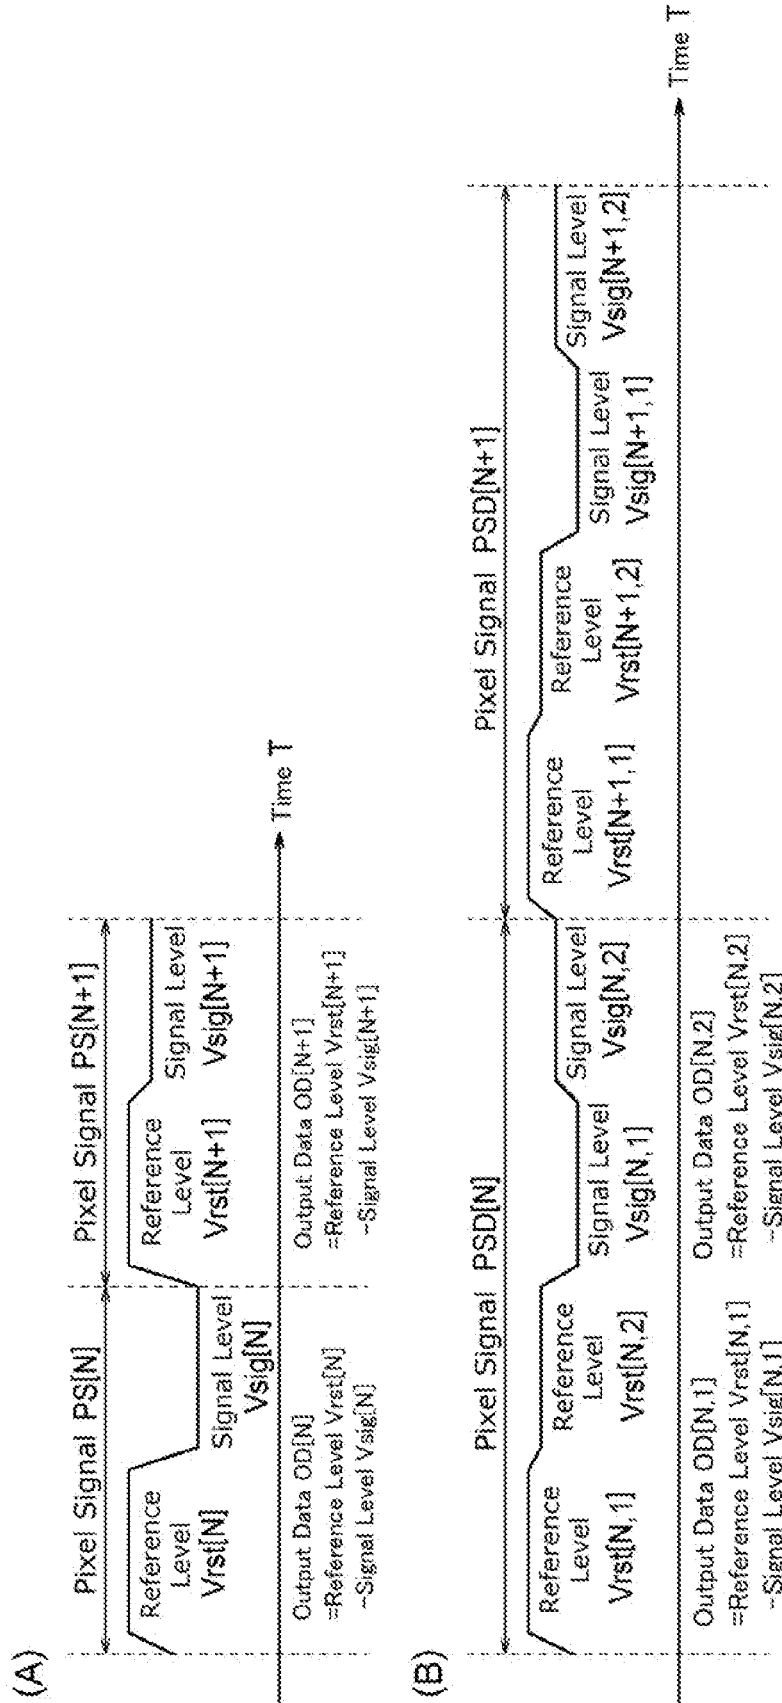 (A)
Pixel Signal PS[N]
Pixel Signal PS[N+1]
Reference
Level
Vrst[N]
Signal Level
Vsig[N]
Reference
Level
Vrst[N+1]
Signal Level
Vsig[N+1]
Time T
Output Data OD[N]
=Reference Level Vrst[N]
-Signal Level Vsig[N]
Output Data OD[N+1]
=Reference Level Vrst[N+1]
-Signal Level Vsig[N+1]
(B)
Pixel Signal PSD[N]
Pixel Signal PSD[N+1]
Reference
Level
Vrst[N,1]
Reference
Level
Vrst[N,2]
Signal Level
Vsig[N,1]
Signal Level
Vsig[N,2]
Reference
Level
Vrst[N+1,1]
Reference
Level
Vrst[N+1,2]
Signal Level
Vsig[N+1,1]
Signal Level
Vsig[N+1,2]
Time T
Output Data OD[N,1]
=Reference Level Vrst[N,1]
-Signal Level Vsig[N,1]
Output Data OD[N,2]
=Reference Level Vrst[N,2]
-Signal Level Vsig[N,2]